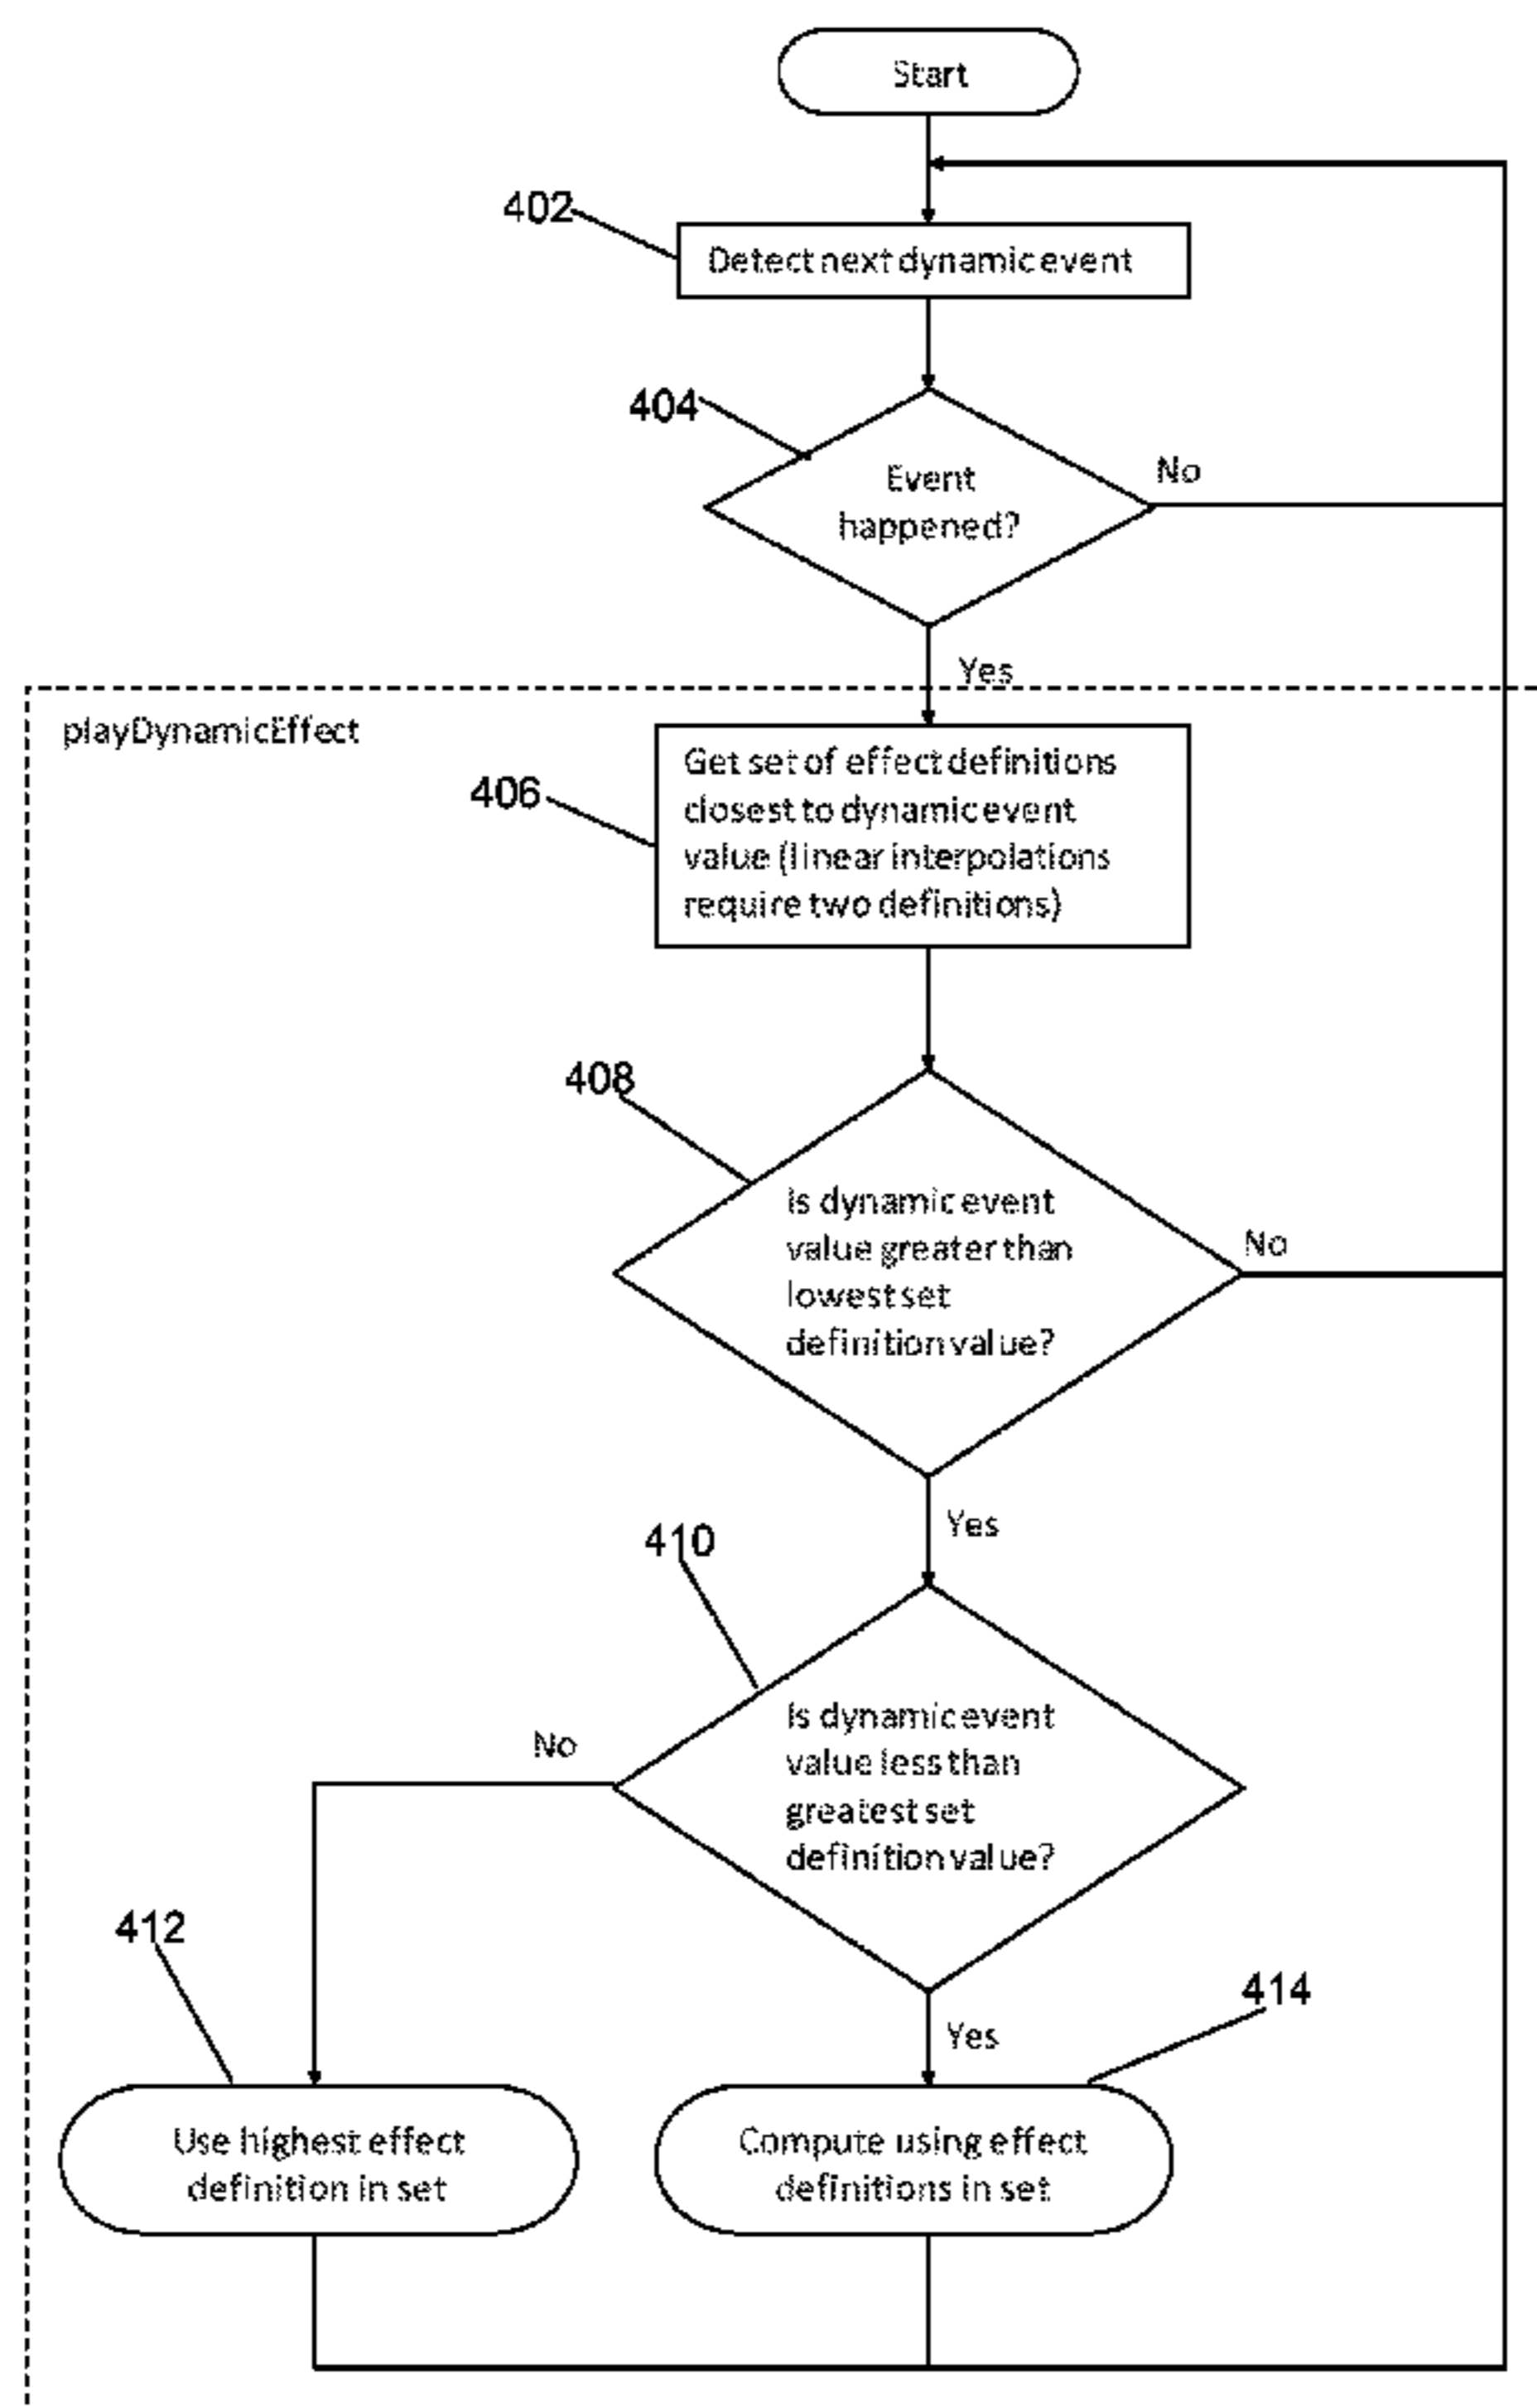 Start
402
Detect next dynamic event
404
Event
happened?
No
Yes
playDynamicEffect
406
Get set of effect definitions
closest to dynamic event
value (linear interpolations
require two definitions)
408
Is dynamic event
value greater than
lowest set
definition value?
No
Yes
410
Is dynamic event
value less than
greatest set
definition value?
No
412
414
Yes
Use highest effect
definition in set
Compute using effect
definitions in set